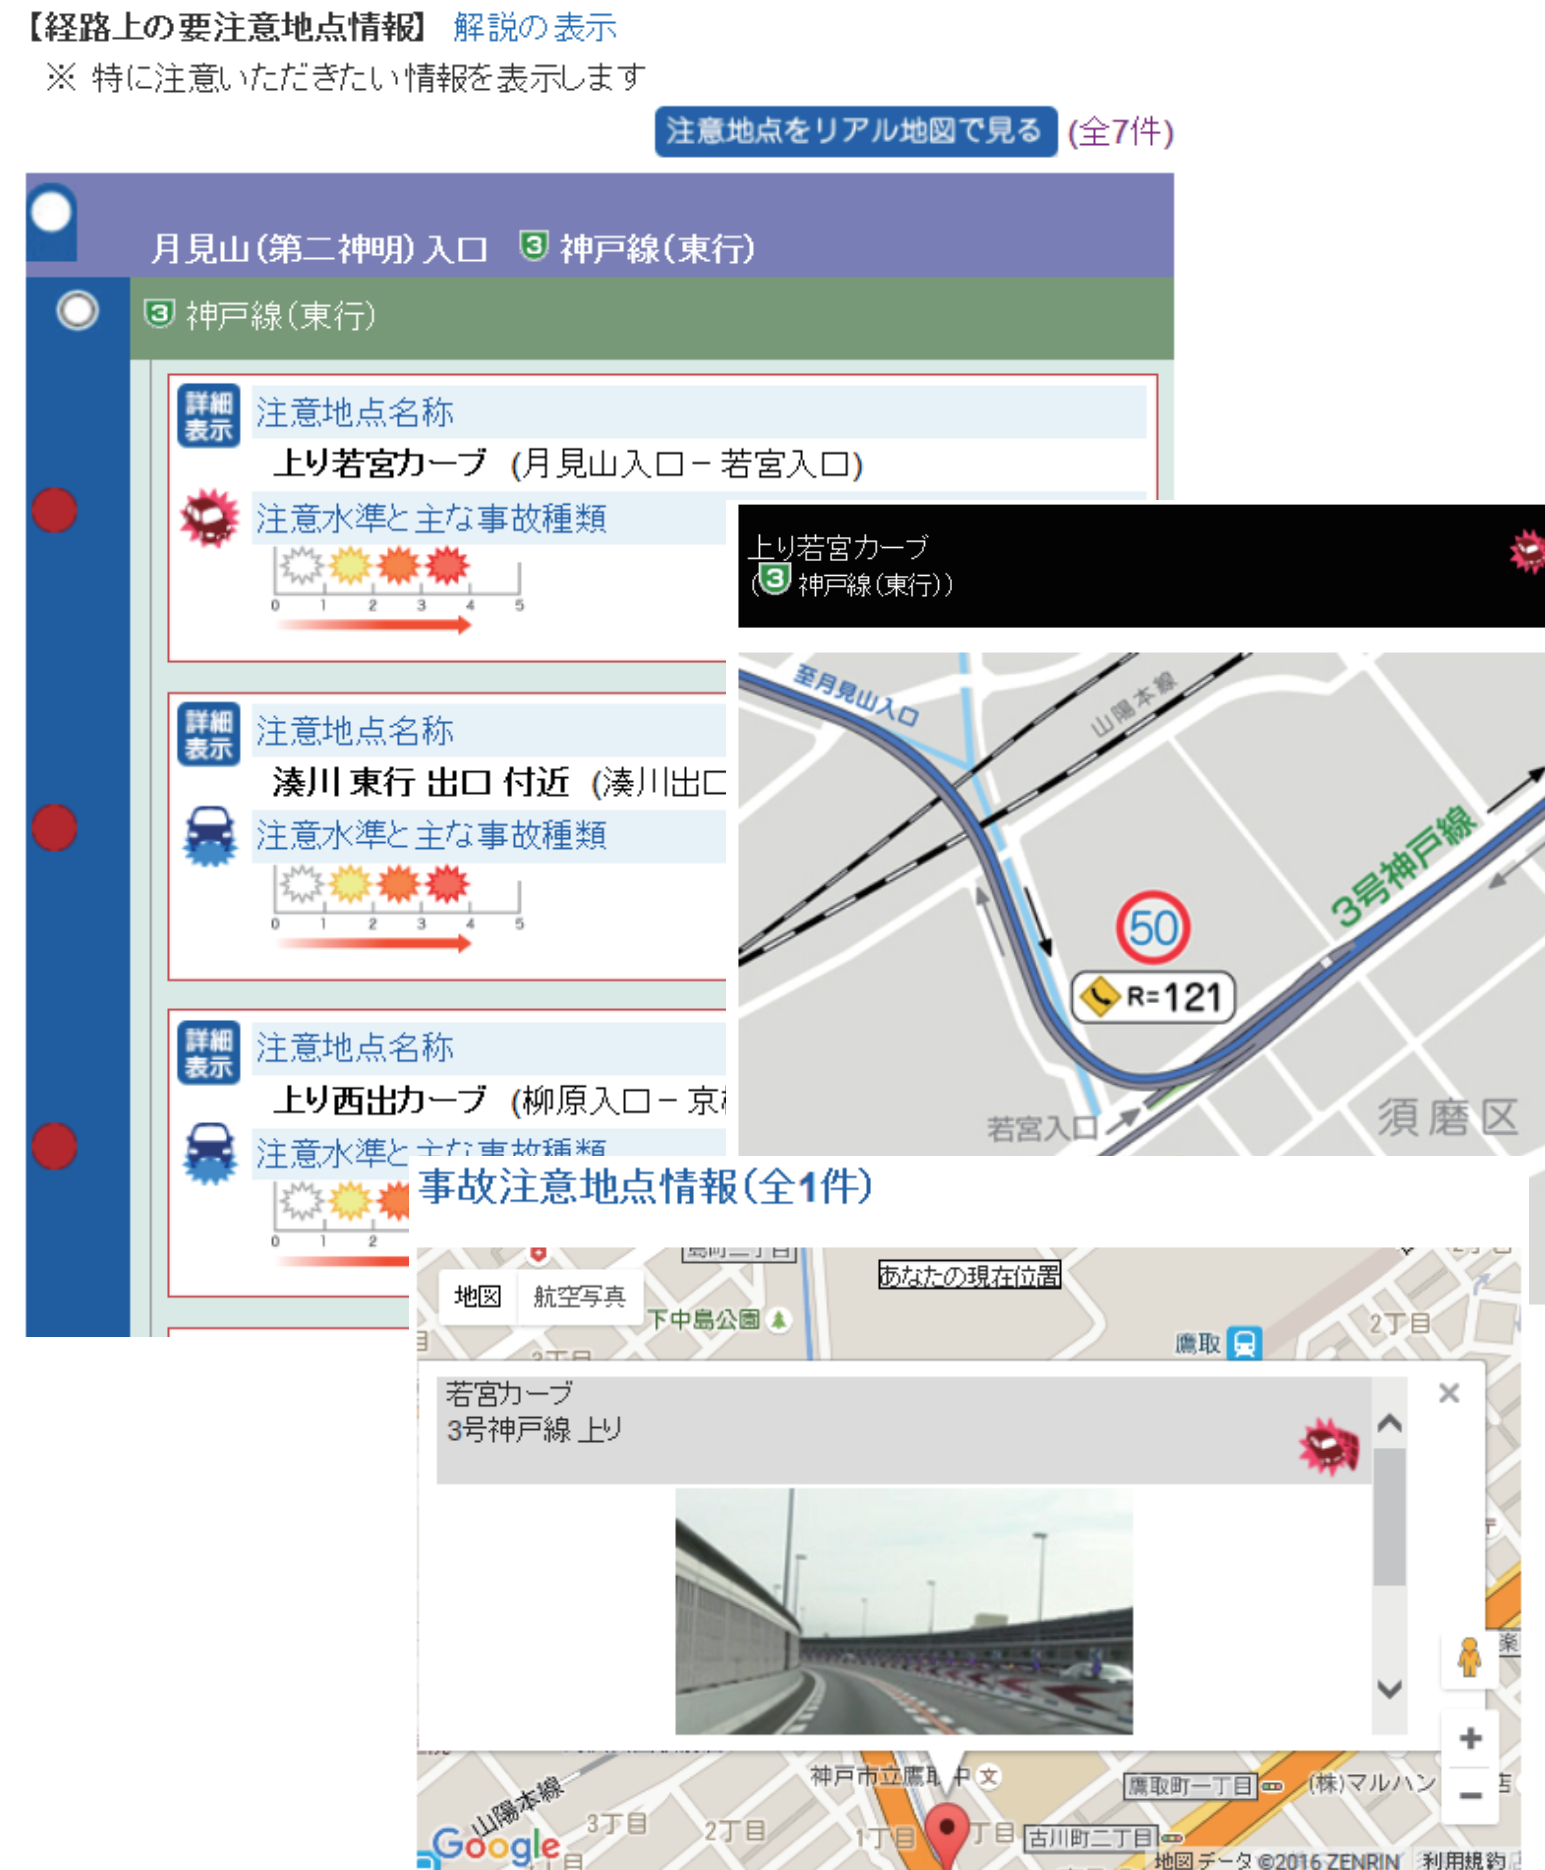 【経路上の要注意地点情報】 解説の表示
※ 特に注意いただきたい情報を表示します
注意地点をリアル地図で見る (全7件)
月見山(第二神明)入口 3 神戸線(東行)
3 神戸線(東行)
詳細表示 注意地点名称
上り若宮カーブ (月見山入口－若宮入口)
注意水準と主な事故種類
0 1 2 3 4 5
詳細表示 注意地点名称
湊川 東行 出口 付近 (湊川出口
注意水準と主な事故種類
0 1 2 3 4 5
詳細表示 注意地点名称
上り西出カーブ (柳原入口－京
注意水準と主な事故種類
0 1 2
上り若宮カーブ
(3 神戸線(東行))
至月見山入口
山陽本線
3号神戸線
50
R=121
若宮入口
須磨区
事故注意地点情報(全1件)
あなたの現在位置
地図 航空写真
下中島公園
2丁目
鷹取
若宮カーブ
3号神戸線 上り
×
神戸市立鷹取中 文
鷹取町一丁目
(株)マルハン
山陽本線
3丁目
2丁目
1丁目
丁目
古川町二丁目
Google
地図データ ©2016 ZENRIN 利用規約